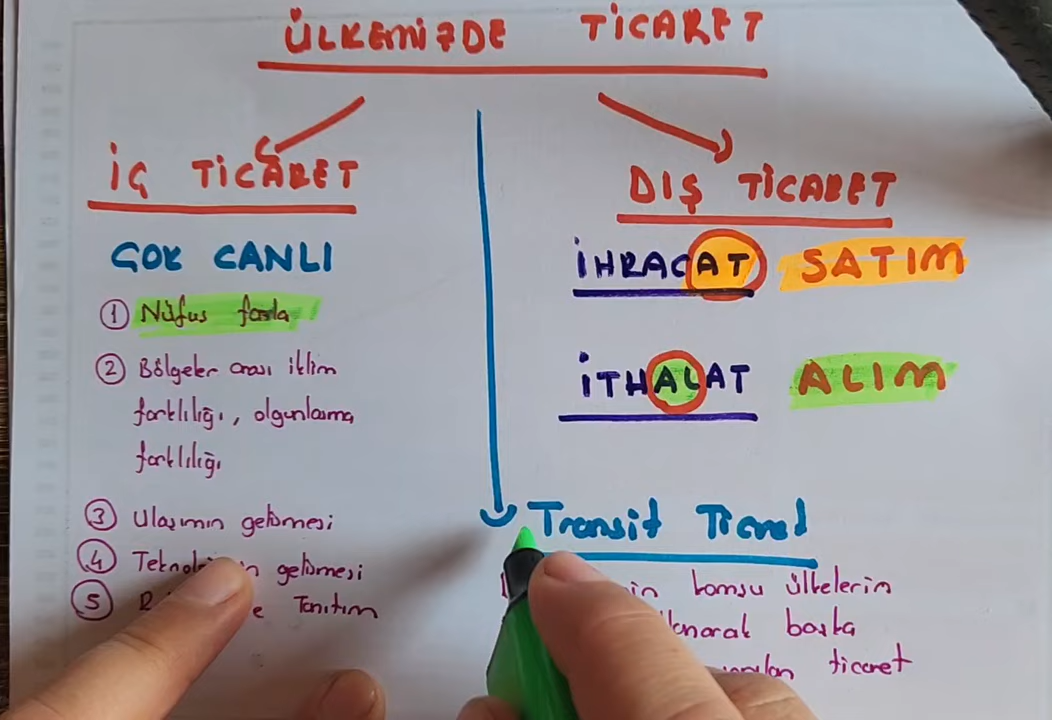 ÜLKEMİZDE TİCARET
İÇ TİCARET
ÇOK CANLI
① Nüfus fazla
② Bölgeler arası iklim
farklılığı, olgunlaşma
farklılığı
③ Ulaşımın gelişmesi
④ gelişmesi
⑤ Tanıtım
DIŞ TİCARET
İHRACAT SATIM
İTHALAT ALIM
Transit Ticaret
komşu ülkelerin
başka
ticaret